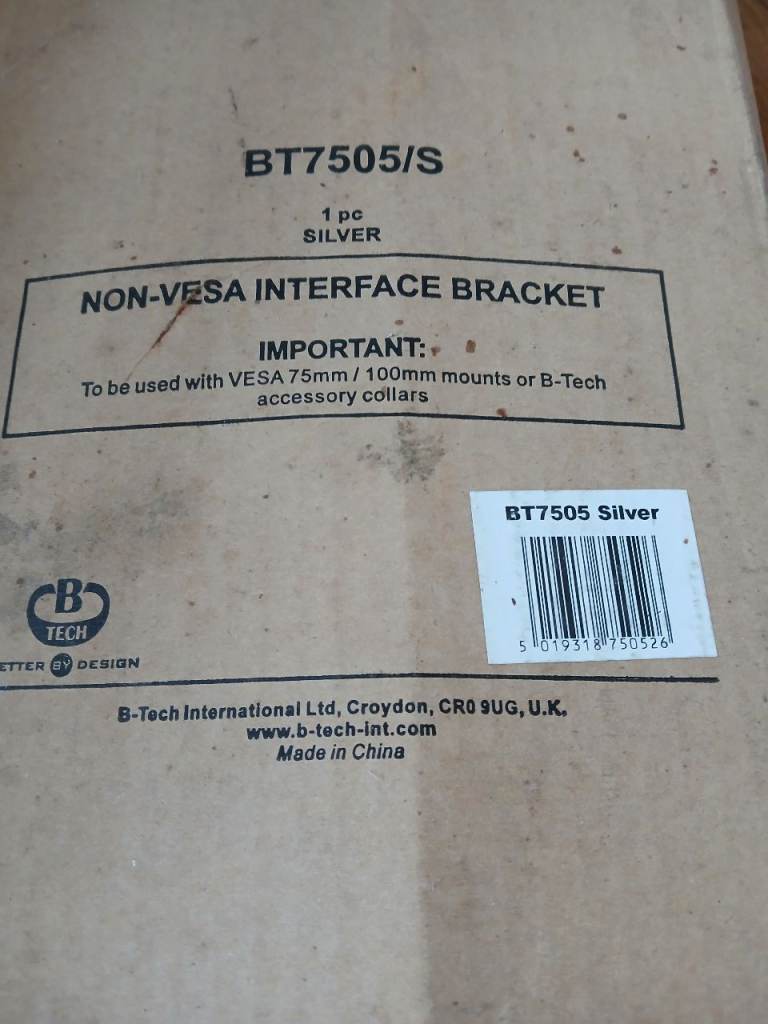 BT7505/S
1 pc
SILVER
NON-VESA INTERFACE BRACKET
IMPORTANT:
To be used with VESA 75mm / 100mm mounts or B-Tech
accessory collars
BT7505 Silver
5 019318 750526
B
TECH
ETTER BY DESIGN
B-Tech International Ltd, Croydon, CR0 9UG, U.K.
www.b-tech-int.com
Made in China